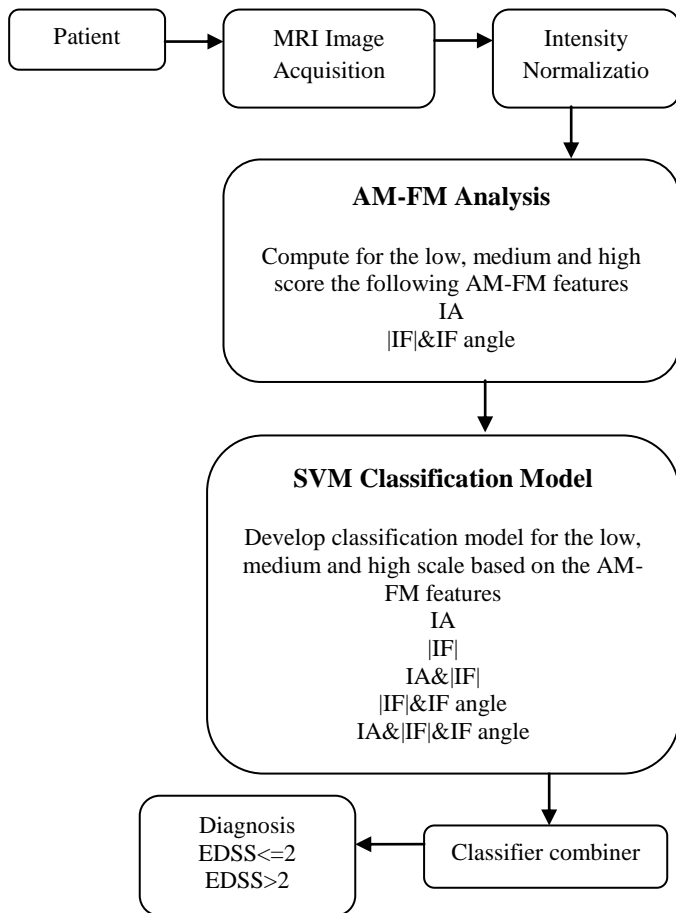 Patient
MRI Image
Acquisition
Intensity
Normalizatio
AM-FM Analysis
Compute for the low, medium and high
score the following AM-FM features
IA
|IF|&IF angle
SVM Classification Model
Develop classification model for the low,
medium and high scale based on the AM-
FM features
IA
|IF|
IA&|IF|
|IF|&IF angle
IA&|IF|&IF angle
Diagnosis
EDSS<=2
EDSS>2
Classifier combiner